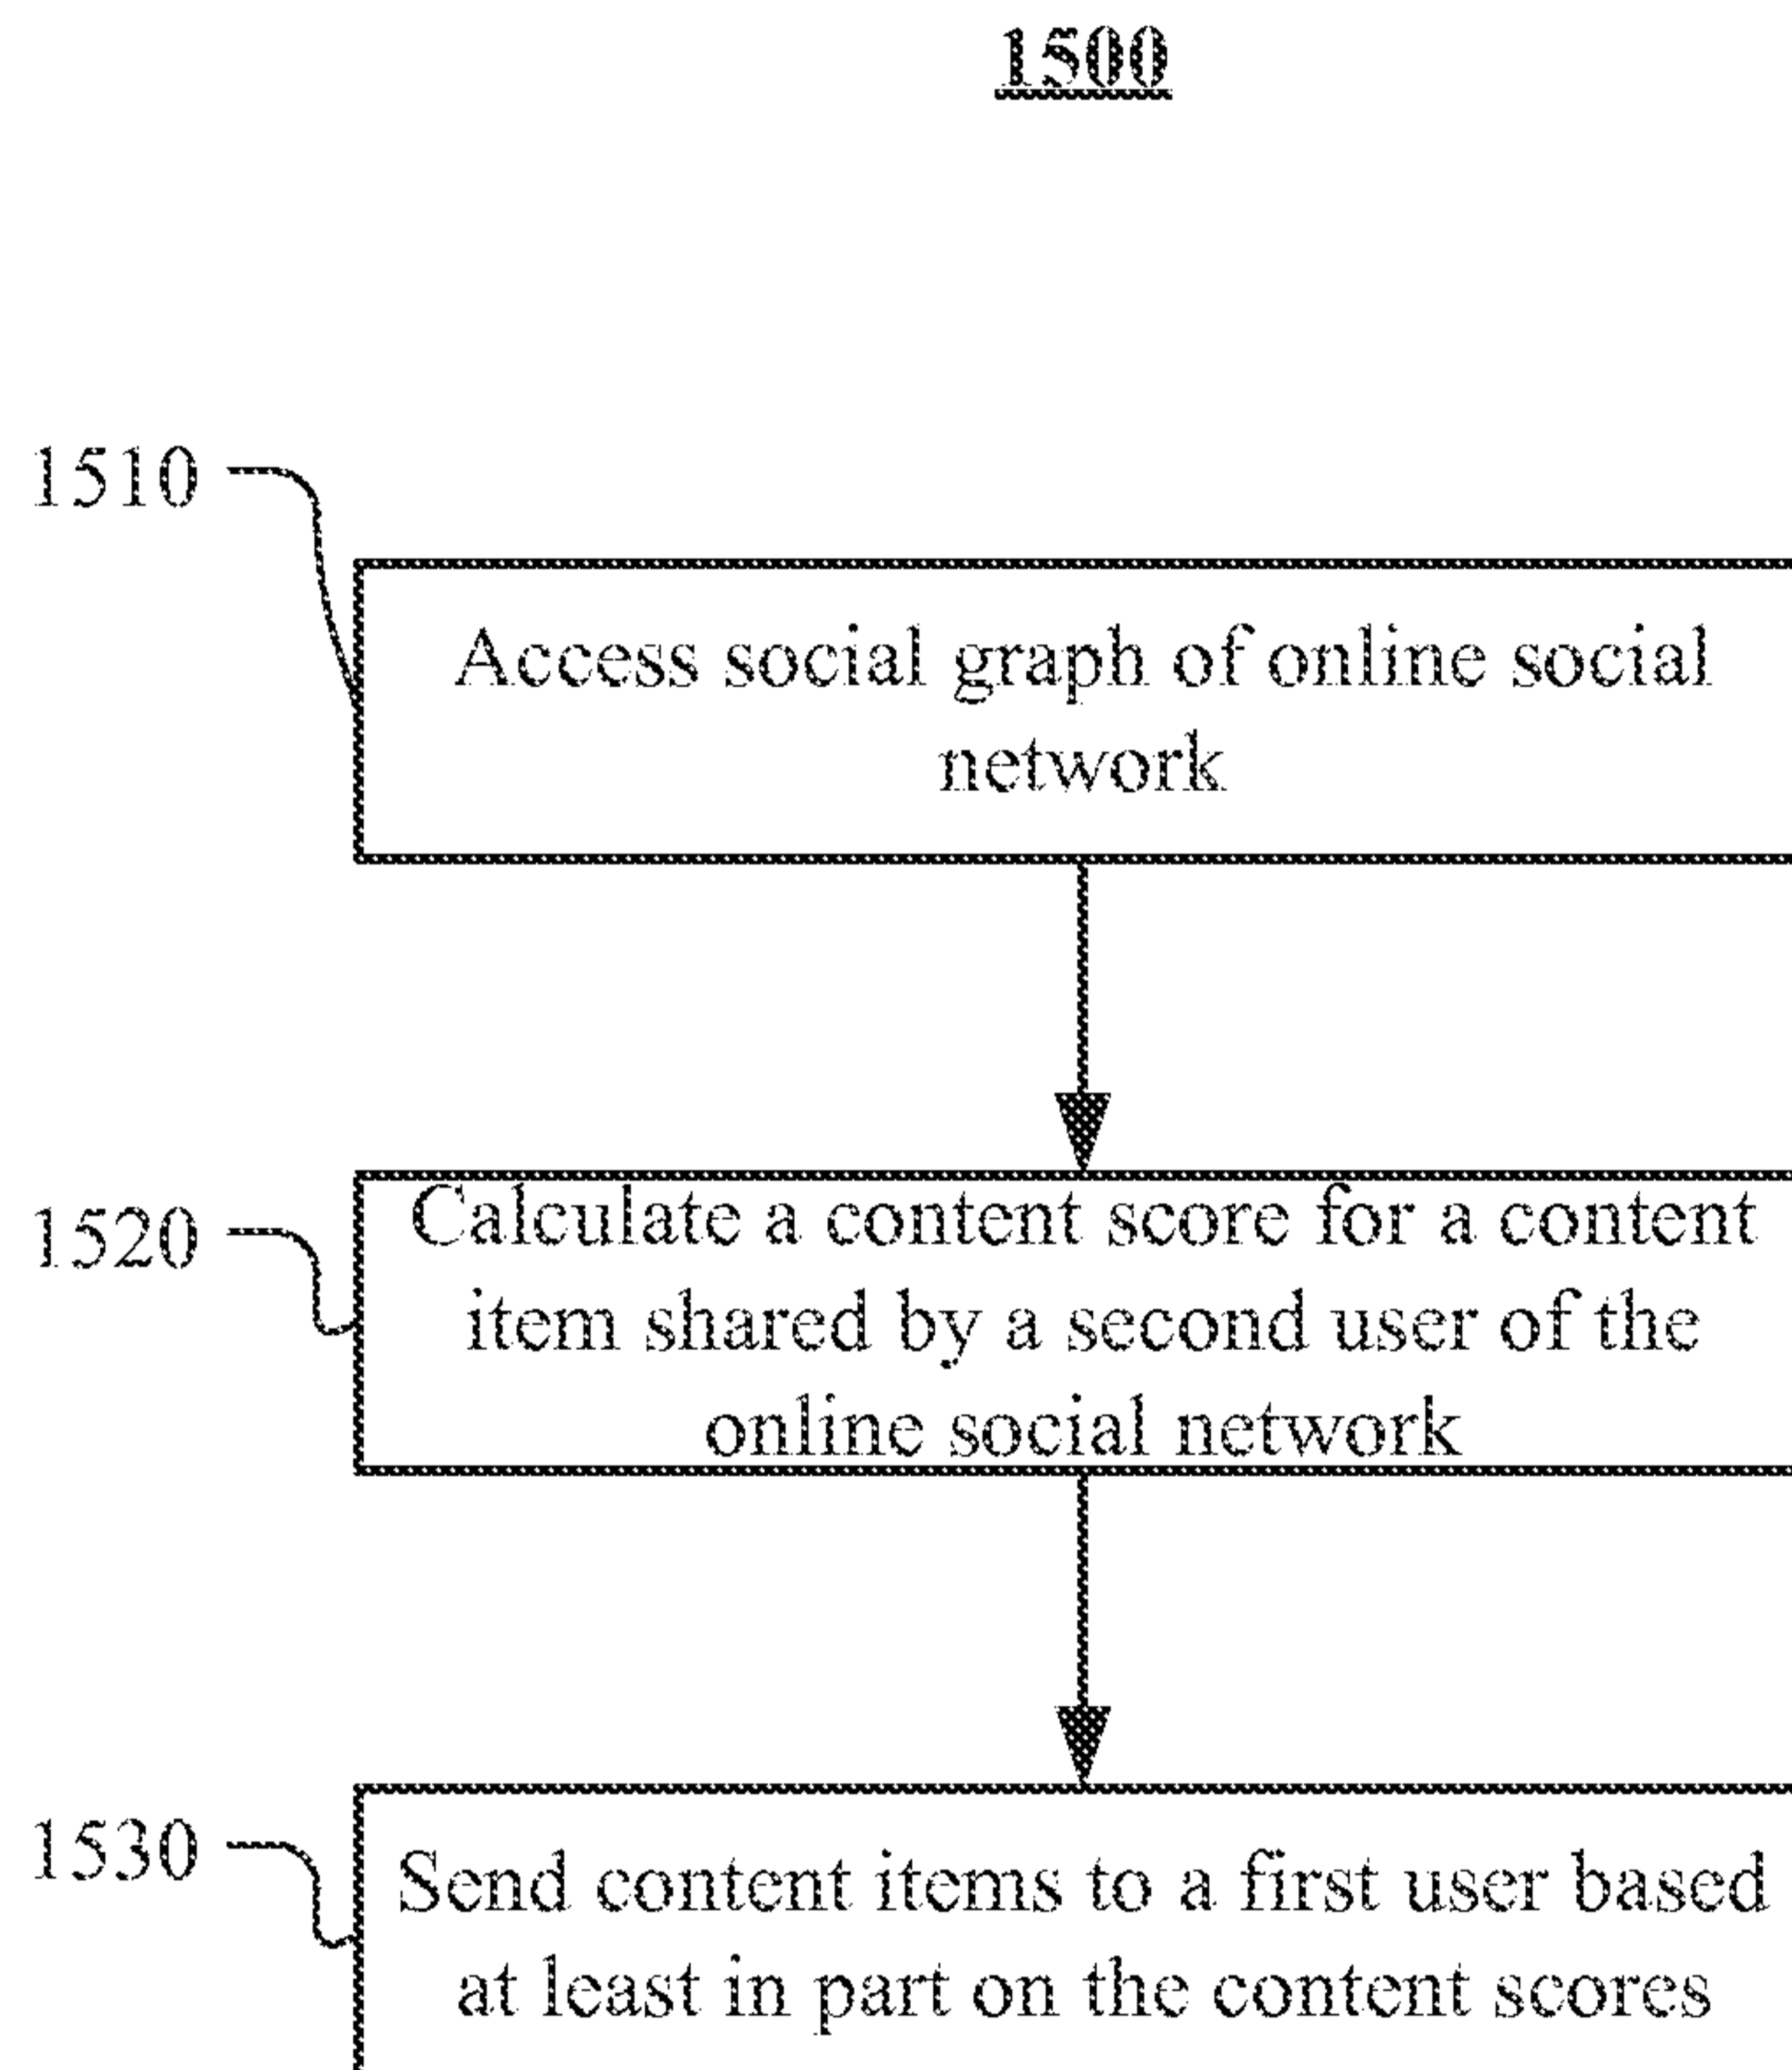 1500
1510
Access social graph of online social
network
1520
Calculate a content score for a content
item shared by a second user of the
online social network
1530
Send content items to a first user based
at least in part on the content scores